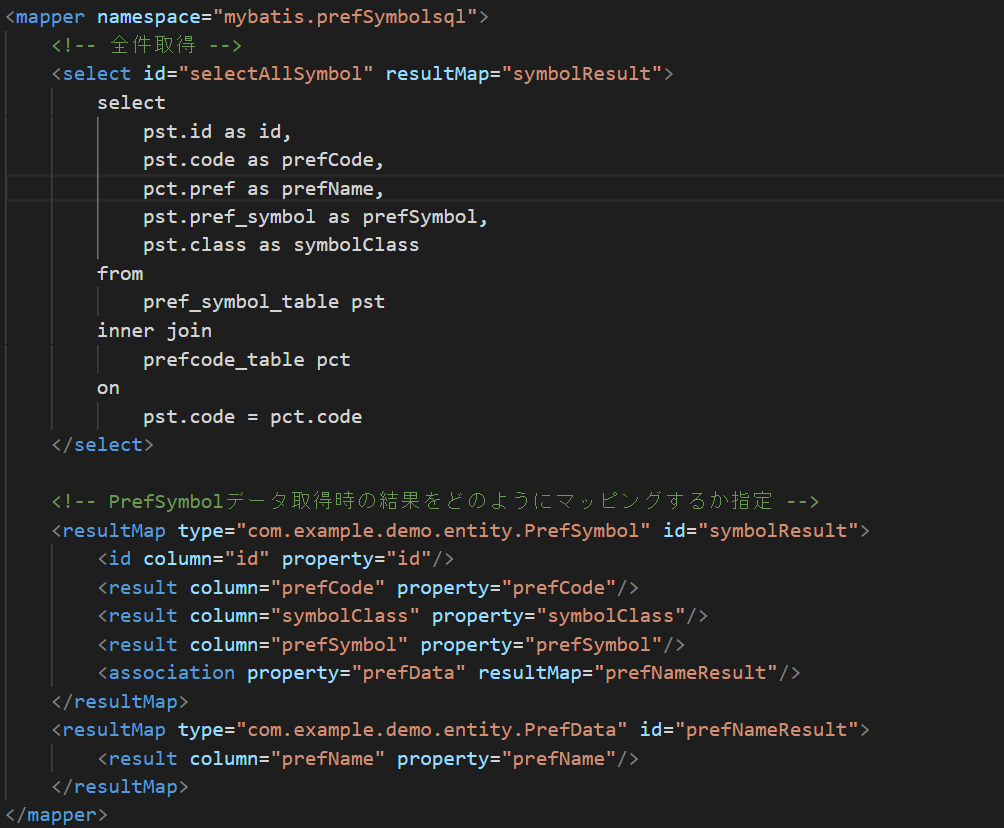 <mapper namespace="mybatis.prefSymbolsql">
    <!-- 全件取得 -->
    <select id="selectAllSymbol" resultMap="symbolResult">
        select
            pst.id as id,
            pst.code as prefCode,
            pct.pref as prefName,
            pst.pref_symbol as prefSymbol,
            pst.class as symbolClass
        from
            pref_symbol_table pst
        inner join
            prefcode_table pct
        on
            pst.code = pct.code
    </select>

    <!-- PrefSymbolデータ取得時の結果をどのようにマッピングするか指定 -->
    <resultMap type="com.example.demo.entity.PrefSymbol" id="symbolResult">
        <id column="id" property="id"/>
        <result column="prefCode" property="prefCode"/>
        <result column="symbolClass" property="symbolClass"/>
        <result column="prefSymbol" property="prefSymbol"/>
        <association property="prefData" resultMap="prefNameResult"/>
    </resultMap>
    <resultMap type="com.example.demo.entity.PrefData" id="prefNameResult">
        <result column="prefName" property="prefName"/>
    </resultMap>
</mapper>